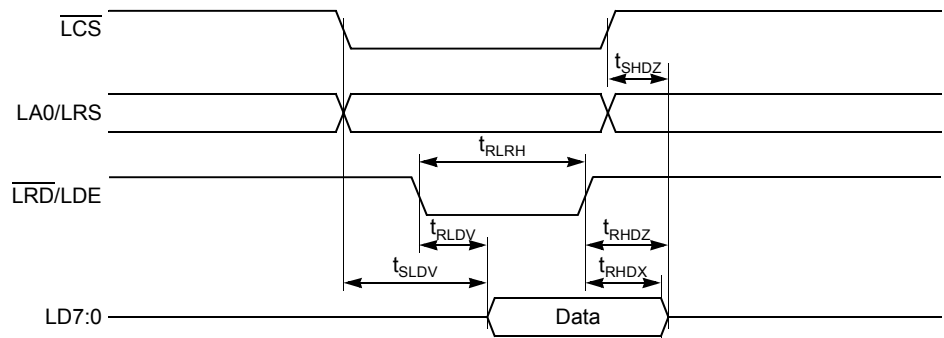 LCS
tSHDZ
LA0/LRS
tRLRH
LRD/LDE
tRLDV
tRHDZ
tSLDV
tRHDX
LD7:0
Data